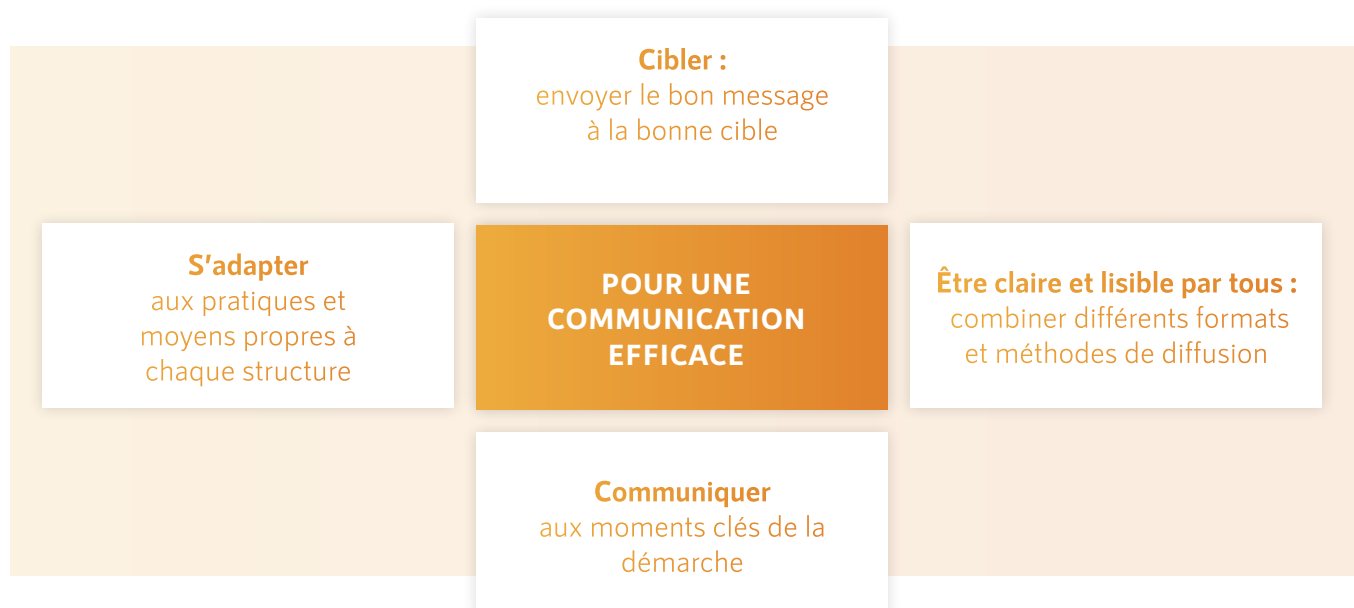 Cibler :
envoyer le bon message
à la bonne cible
S'adapter
aux pratiques et
moyens propres à
chaque structure
POUR UNE
COMMUNICATION
EFFICACE
Être claire et lisible par tous :
combiner différents formats
et méthodes de diffusion
Communiquer
aux moments clés de la
démarche